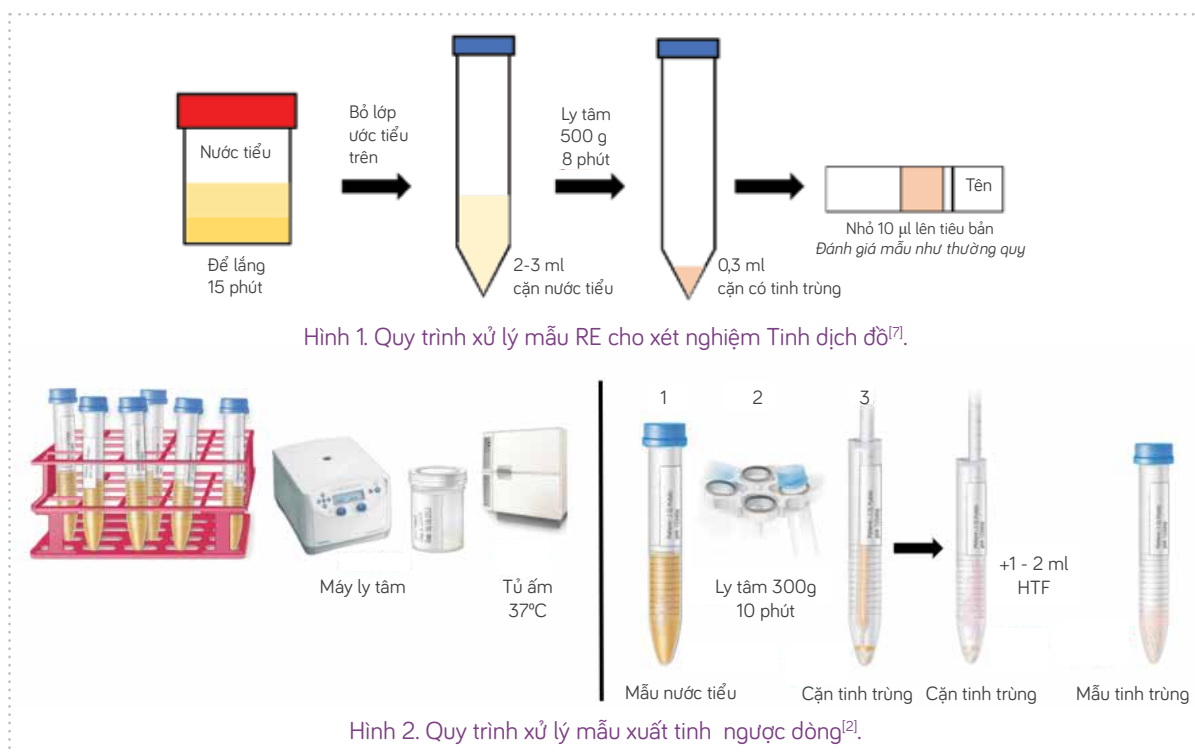 Nước tiểu
Để lắng
15 phút
Bỏ lớp
ước tiểu
trên
2-3 ml
cặn nước tiểu
Ly tâm
500 g
8 phút
0,3 ml
cặn có tinh trùng
Tên
Nhỏ 10 µl lên tiêu bản
Đánh giá mẫu như thường quy
Hình 1. Quy trình xử lý mẫu RE cho xét nghiệm Tinh dịch đồ[7].
Máy ly tâm
Tủ ấm
37ºC
1
2
3
Ly tâm 300g
10 phút
+1 - 2 ml
HTF
Mẫu nước tiểu
Cặn tinh trùng
Cặn tinh trùng
Mẫu tinh trùng
Hình 2. Quy trình xử lý mẫu xuất tinh ngược dòng[2].